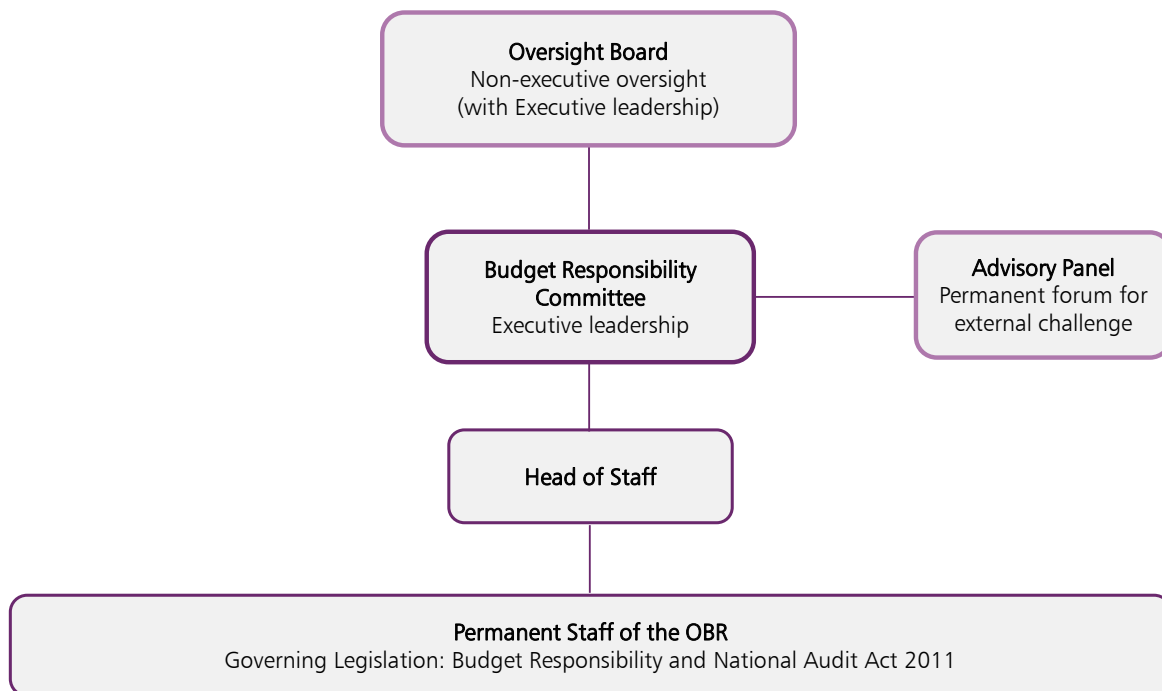 Oversight Board
Non-executive oversight
(with Executive leadership)
Budget Responsibility
Committee
Executive leadership
Advisory Panel
Permanent forum for
external challenge
Head of Staff
Permanent Staff of the OBR
Governing Legislation: Budget Responsibility and National Audit Act 2011